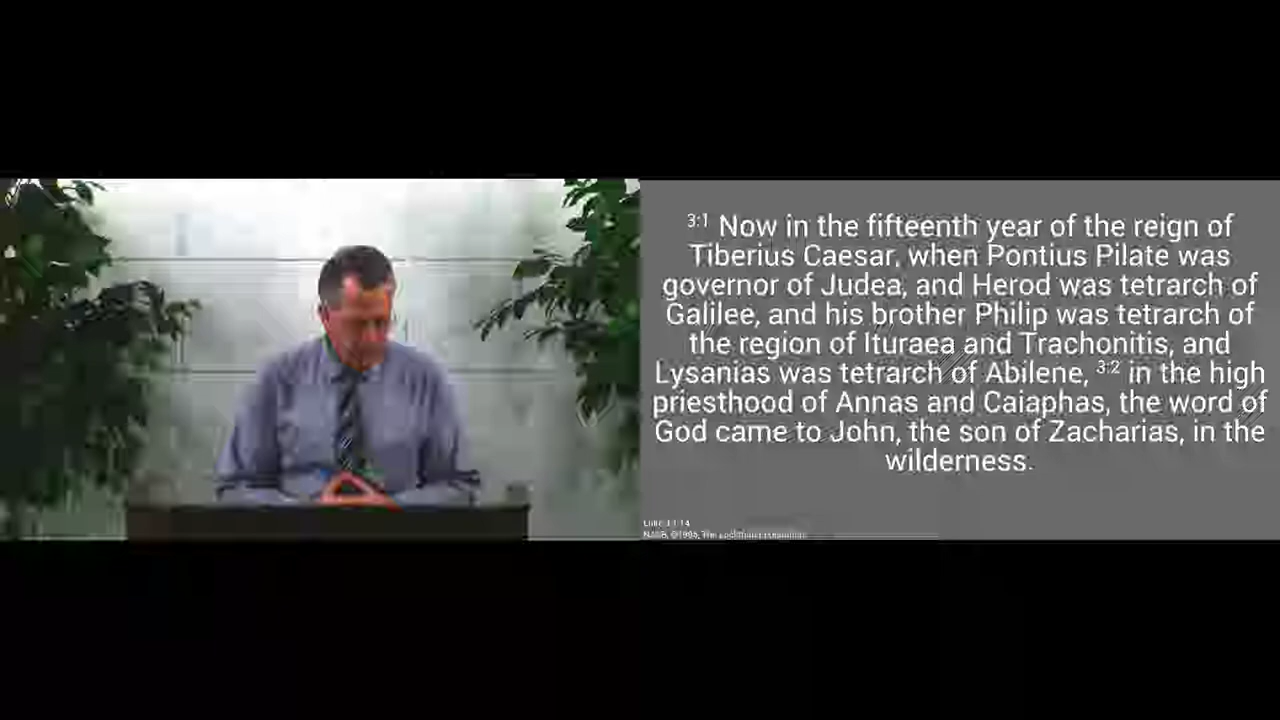 3:1 Now in the fifteenth year of the reign of
Tiberius Caesar, when Pontius Pilate was
governor of Judea, and Herod was tetrarch of
Galilee, and his brother Philip was tetrarch of
the region of Ituraea and Trachonitis, and
Lysanias was tetrarch of Abilene, 3:2 in the high
priesthood of Annas and Caiaphas, the word of
God came to John, the son of Zacharias, in the
wilderness.
Luke
The